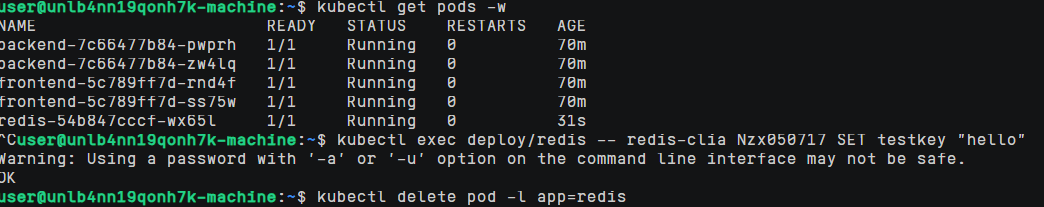 user@unlb4nn19qonh7k-machine:~$ kubectl get pods -w
NAME READY STATUS RESTARTS AGE
backend-7c66477b84-pwprh 1/1 Running 0 70m
backend-7c66477b84-zw4lq 1/1 Running 0 70m
frontend-5c789ff7d-rnd4f 1/1 Running 0 70m
frontend-5c789ff7d-ss75w 1/1 Running 0 70m
redis-54b847cccf-wx65l 1/1 Running 0 31s
^Cuser@unlb4nn19qonh7k-machine:~$ kubectl exec deploy/redis -- redis-clia Nzx050717 SET testkey "hello"
Warning: Using a password with '-a' or '-u' option on the command line interface may not be safe.
OK
user@unlb4nn19qonh7k-machine:~$ kubectl delete pod -l app=redis